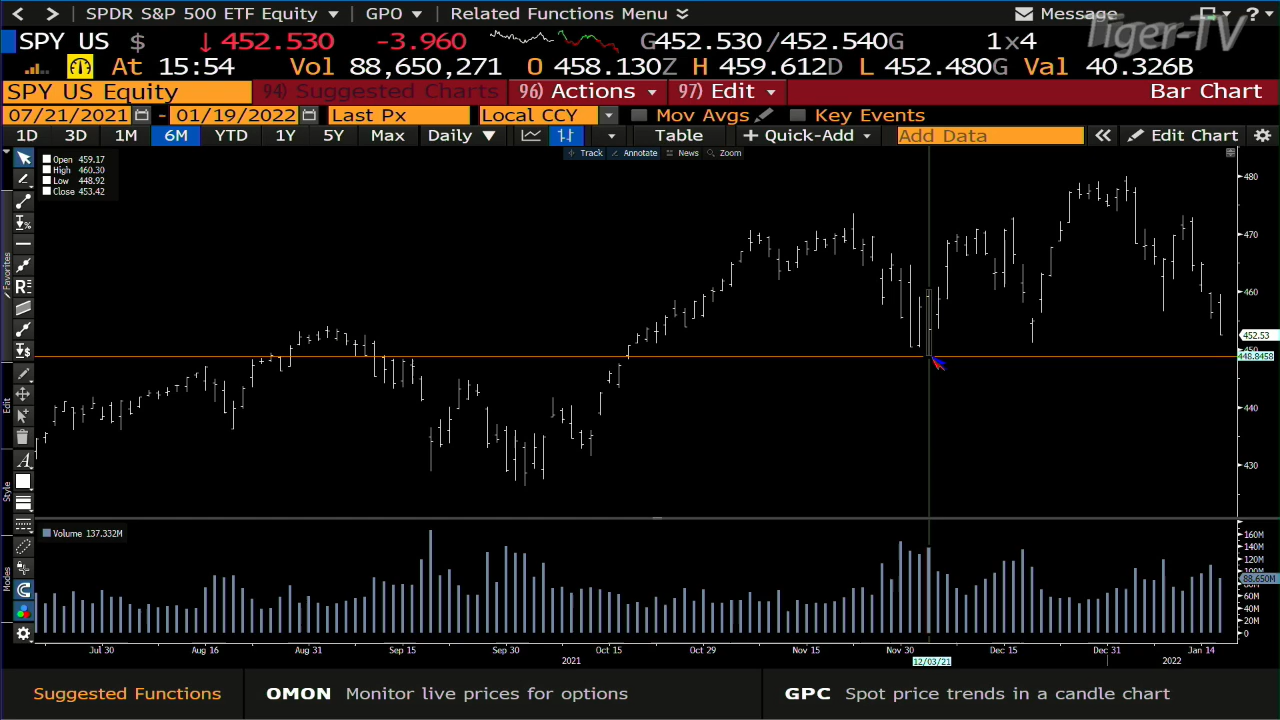 SPDR S&P 500 ETF Equity GPO Related Functions Menu Message ?
Tiger-TV
SPY US $ ↓ 452.530 -3.960 G452.530/452.540G 1x4
At 15:54 Vol 88,650,271 O 458.130Z H 459.612D L 452.480G Val 40.326B
SPY US Equity 94) Suggested Charts 96) Actions 97) Edit Bar Chart
07/21/2021 - 01/19/2022 Last Px Local CCY Mov Avgs Key Events
1D 3D 1M 6M YTD 1Y 5Y Max Daily ▼ Table + Quick-Add Add Data « Edit Chart
Track Annotate News Zoom
Open 459.17
High 460.30
Low 448.92
Close 453.42
Favorites
Edit
Style
Modes
480
470
460
452.53
450
448.8458
440
430
Volume 137.332M
160M
140M
120M
100M
88.650M
80M
60M
40M
20M
0
Jul 30 Aug 16 Aug 31 Sep 15 Sep 30 Oct 15 Oct 29 Nov 15 Nov 30 Dec 15 Dec 31 Jan 14
2021 12/03/21 2022
Suggested Functions OMON Monitor live prices for options GPC Spot price trends in a candle chart